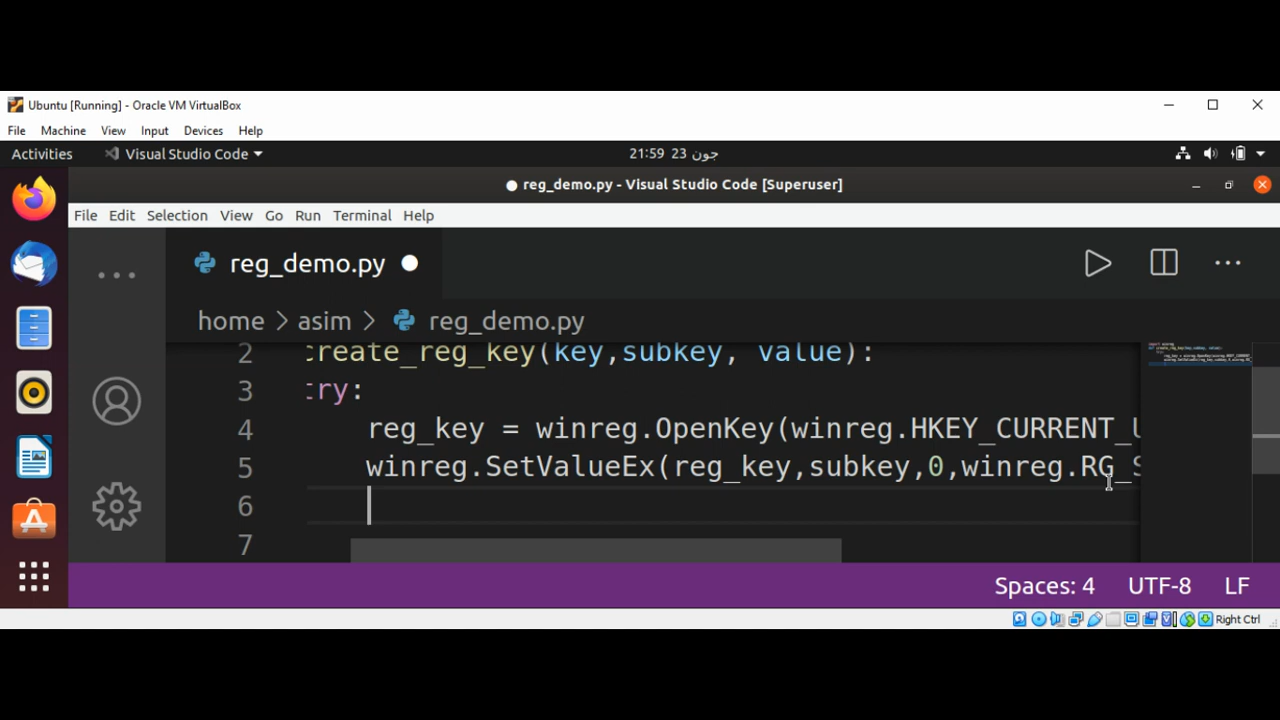 Ubuntu [Running] - Oracle VM VirtualBox
File Machine View Input Devices Help
Activities Visual Studio Code 21:59 23 جون
reg_demo.py - Visual Studio Code [Superuser]
File Edit Selection View Go Run Terminal Help
reg_demo.py
home > asim > reg_demo.py
2 create_reg_key(key,subkey, value):
3 try:
4 reg_key = winreg.OpenKey(winreg.HKEY_CURRENT_U
5 winreg.SetValueEx(reg_key,subkey,0,winreg.RG_S
6
7
Spaces: 4 UTF-8 LF
Right Ctrl